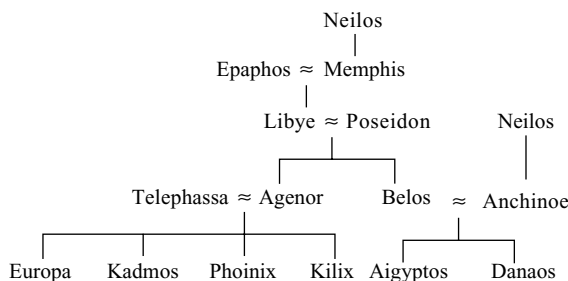 Neilos
Epaphos ≈ Memphis
Libye ≈ Poseidon Neilos
Telephassa ≈ Agenor Belos ≈ Anchinoe
Europa Kadmos Phoinix Kilix Aigyptos Danaos